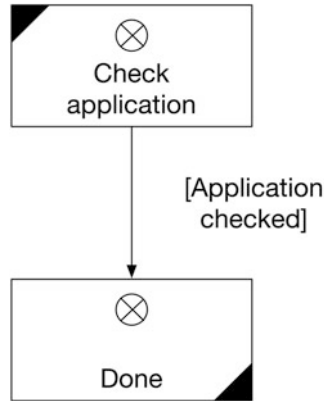 Check
application
[Application
checked]
Done